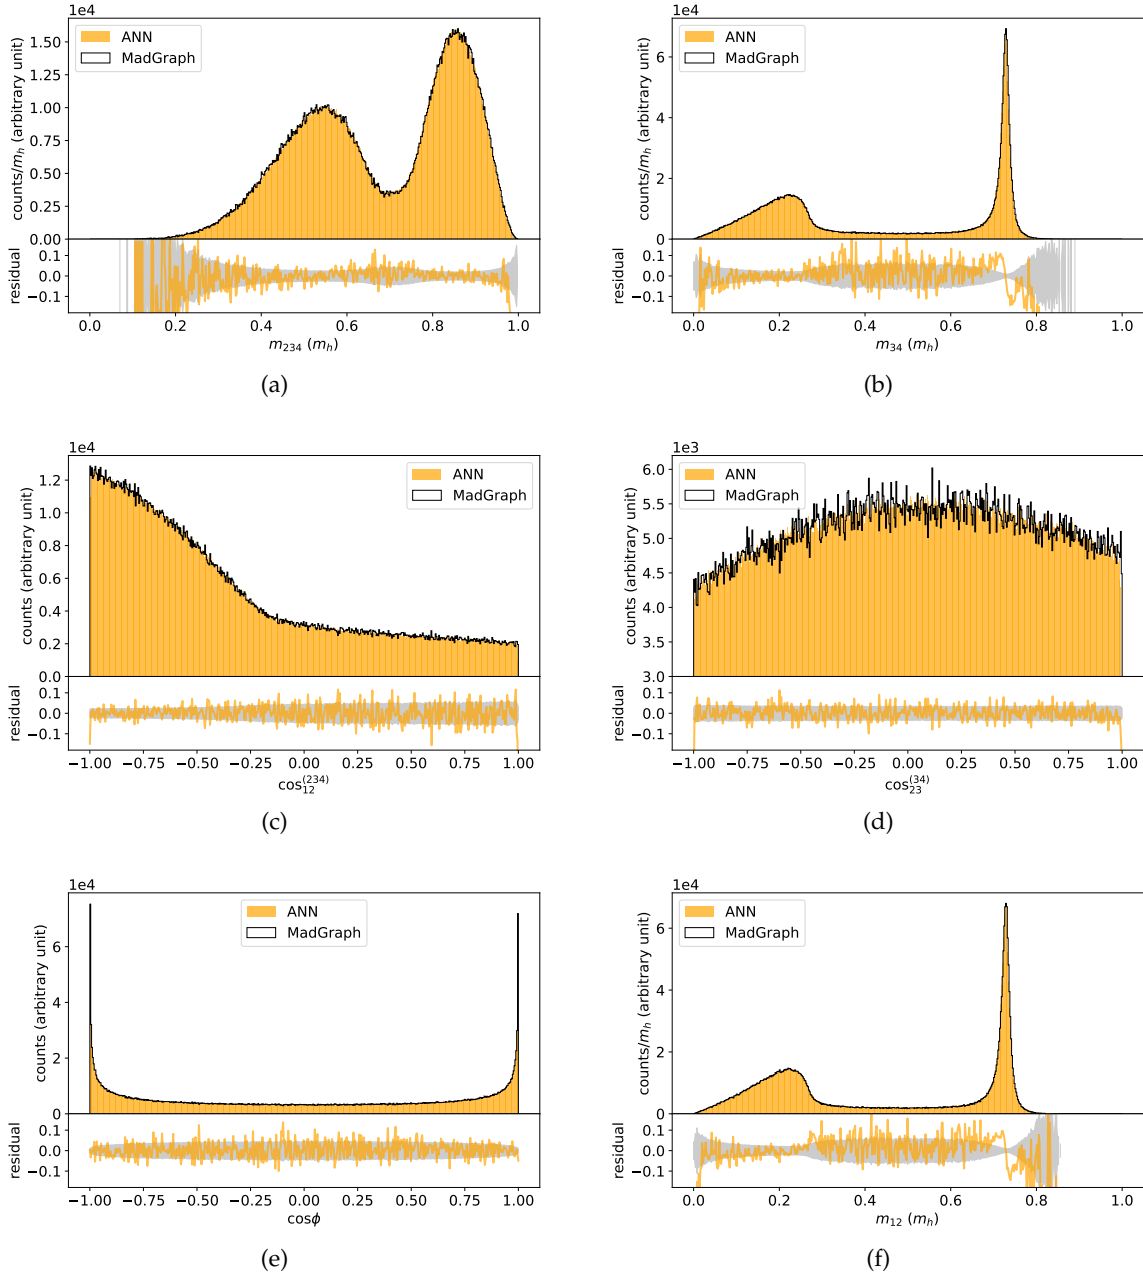 1e4
ANN
MadGraph
counts/m_h (arbitrary unit)
1.50
1.25
1.00
0.75
0.50
0.25
0.00
residual
0.1
0.0
−0.1
0.0 0.2 0.4 0.6 0.8 1.0
m_234 (m_h)
(a)
1e4
ANN
MadGraph
counts/m_h (arbitrary unit)
6
4
2
0
residual
0.1
0.0
−0.1
0.0 0.2 0.4 0.6 0.8 1.0
m_34 (m_h)
(b)
1e4
ANN
MadGraph
counts (arbitrary unit)
1.2
1.0
0.8
0.6
0.4
0.2
0.0
residual
0.1
0.0
−0.1
−1.00 −0.75 −0.50 −0.25 0.00 0.25 0.50 0.75 1.00
cos_12^(234)
(c)
1e3
ANN
MadGraph
counts (arbitrary unit)
6.0
5.5
5.0
4.5
4.0
3.5
3.0
residual
0.1
0.0
−0.1
−1.00 −0.75 −0.50 −0.25 0.00 0.25 0.50 0.75 1.00
cos_23^(34)
(d)
1e4
ANN
MadGraph
counts (arbitrary unit)
6
4
2
0
residual
0.1
0.0
−0.1
−1.00 −0.75 −0.50 −0.25 0.00 0.25 0.50 0.75 1.00
cosϕ
(e)
1e4
ANN
MadGraph
counts/m_h (arbitrary unit)
6
4
2
0
residual
0.1
0.0
−0.1
0.0 0.2 0.4 0.6 0.8 1.0
m_12 (m_h)
(f)